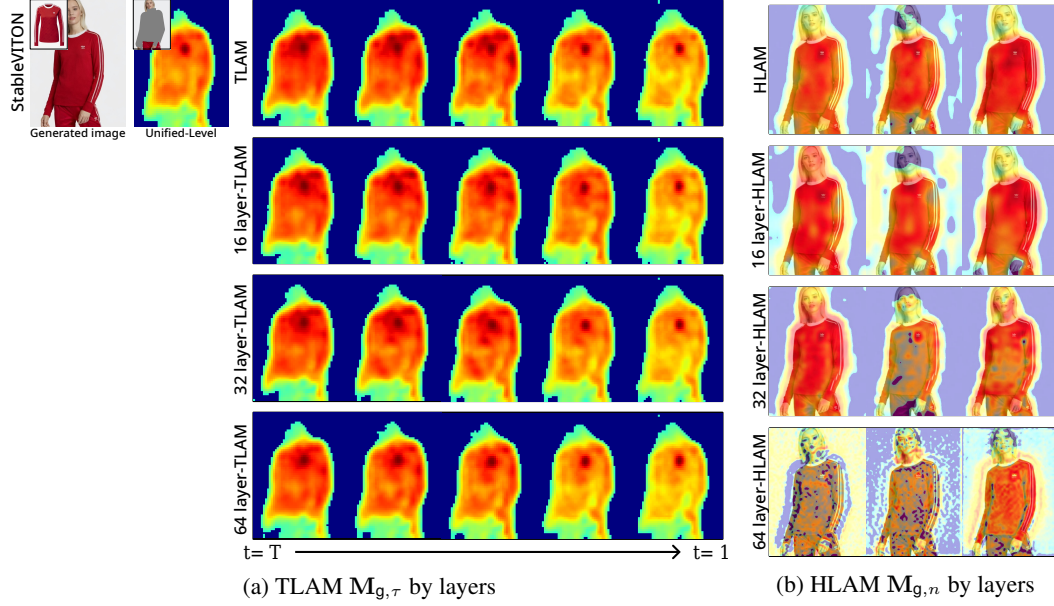 StableVITON
Generated image
Unified-Level
TLAM
16 layer-TLAM
32 layer-TLAM
64 layer-TLAM
t= T
t= 1
(a) TLAM M_{g,τ} by layers
HLAM
16 layer-HLAM
32 layer-HLAM
64 layer-HLAM
(b) HLAM M_{g,n} by layers